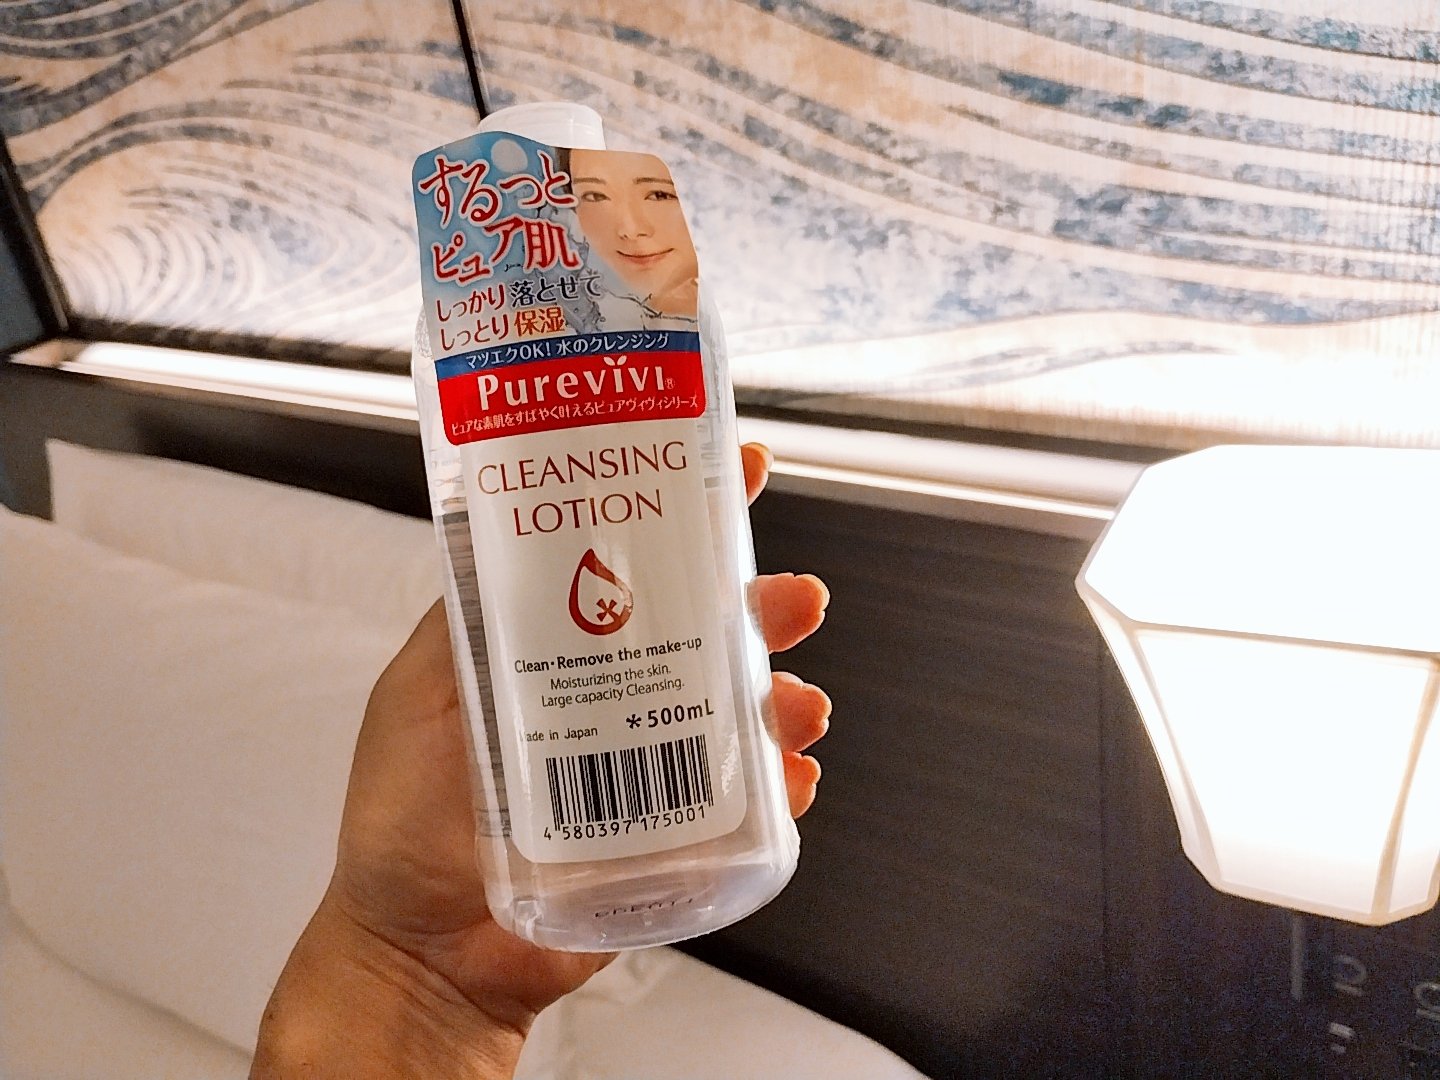 するっと
ピュア肌
しっかり落とせて
しっとり保湿
マツエクOK!水のクレンジング
Purevivi®
ピュアな素肌をすばやく叶えるピュアヴィヴィシリーズ
CLEANSING
LOTION
Clean・Remove the make-up
Moisturizing the skin.
Large capacity Cleansing.
Made in Japan *500mL
4 580397 175001